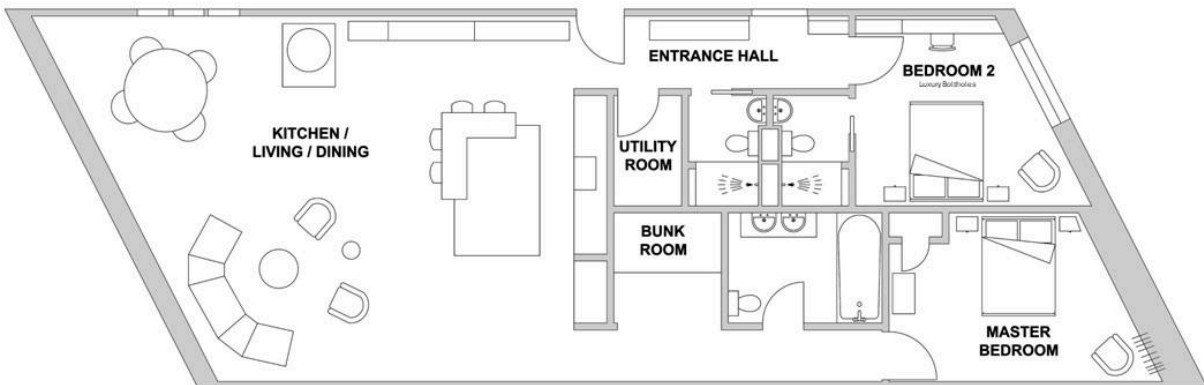 ENTRANCE HALL
BEDROOM 2
Luxury Boltholes
KITCHEN /
LIVING / DINING
UTILITY
ROOM
BUNK
ROOM
MASTER
BEDROOM